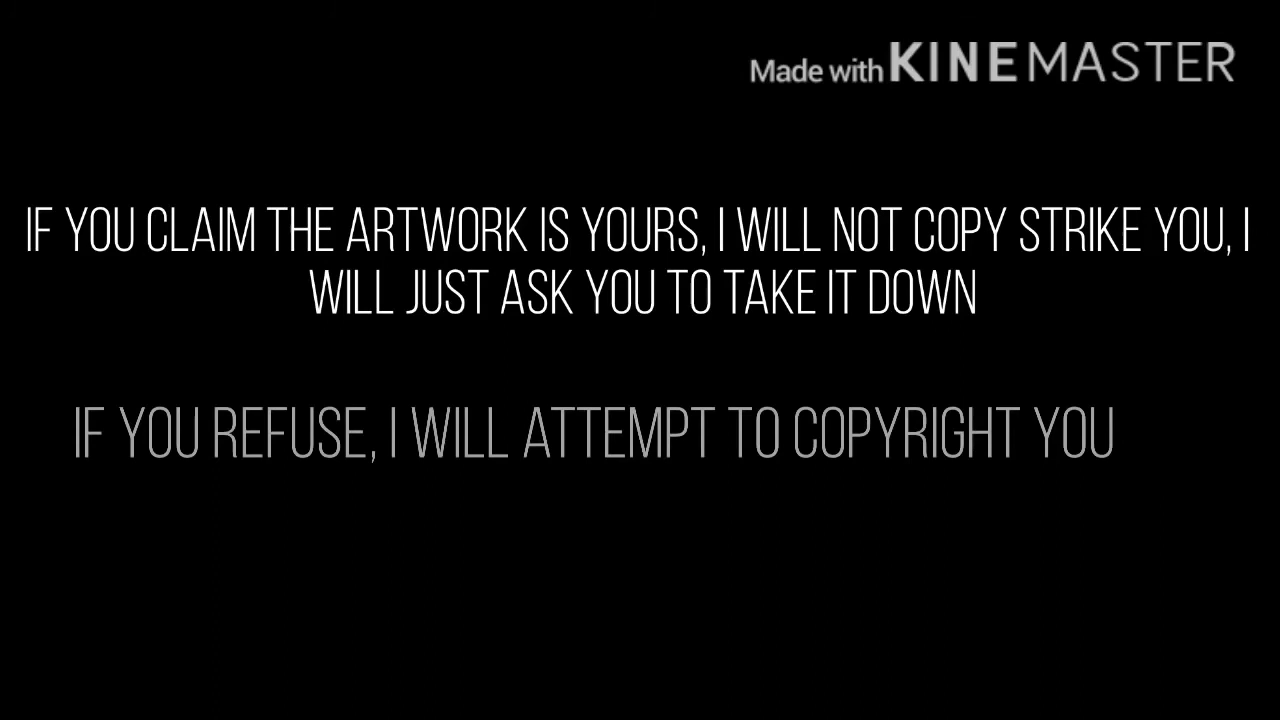 Made with KINEMASTER
IF YOU CLAIM THE ARTWORK IS YOURS, I WILL NOT COPY STRIKE YOU, I
WILL JUST ASK YOU TO TAKE IT DOWN
IF YOU REFUSE, I WILL ATTEMPT TO COPYRIGHT YOU